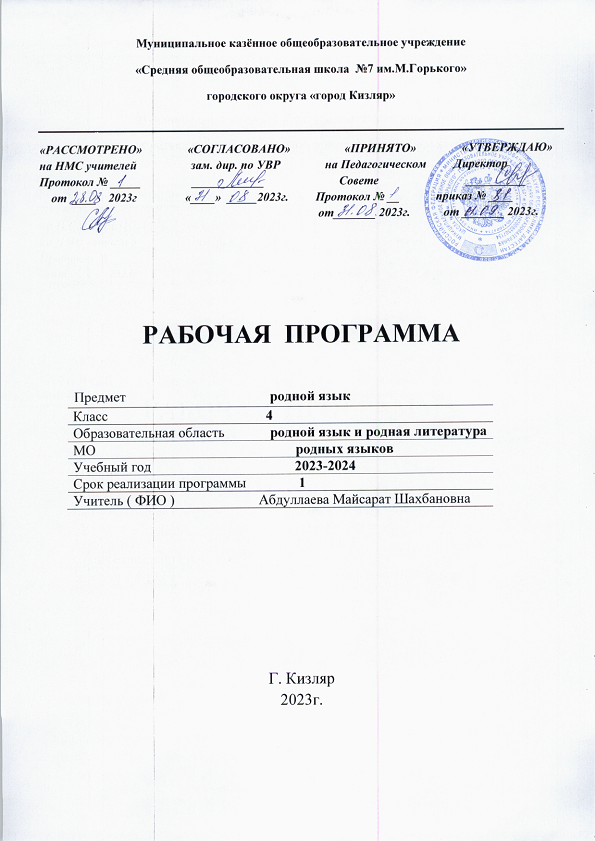 Муниципальное казённое общеобразовательное учреждение
«Средняя общеобразовательная школа №7 им.М.Горького»
городского округа «город Кизляр»
«РАССМОТРЕНО» «СОГЛАСОВАНО» «ПРИНЯТО» «УТВЕРЖДАЮ»
на НМС учителей зам. дир. по УВР на Педагогическом Директор
Протокол № 1 Совете
от 28.08 2023г «31» 08 2023г. Протокол № 1 приказ №
от 31.08 2023г. от 2023г.
РАБОЧАЯ ПРОГРАММА
Предмет родной язык
Класс 4
Образовательная область родной язык и родная литература
МО родных языков
Учебный год 2023-2024
Срок реализации программы 1
Учитель ( ФИО ) Абдуллаева Майсарат Шахбановна
Г. Кизляр
2023г.